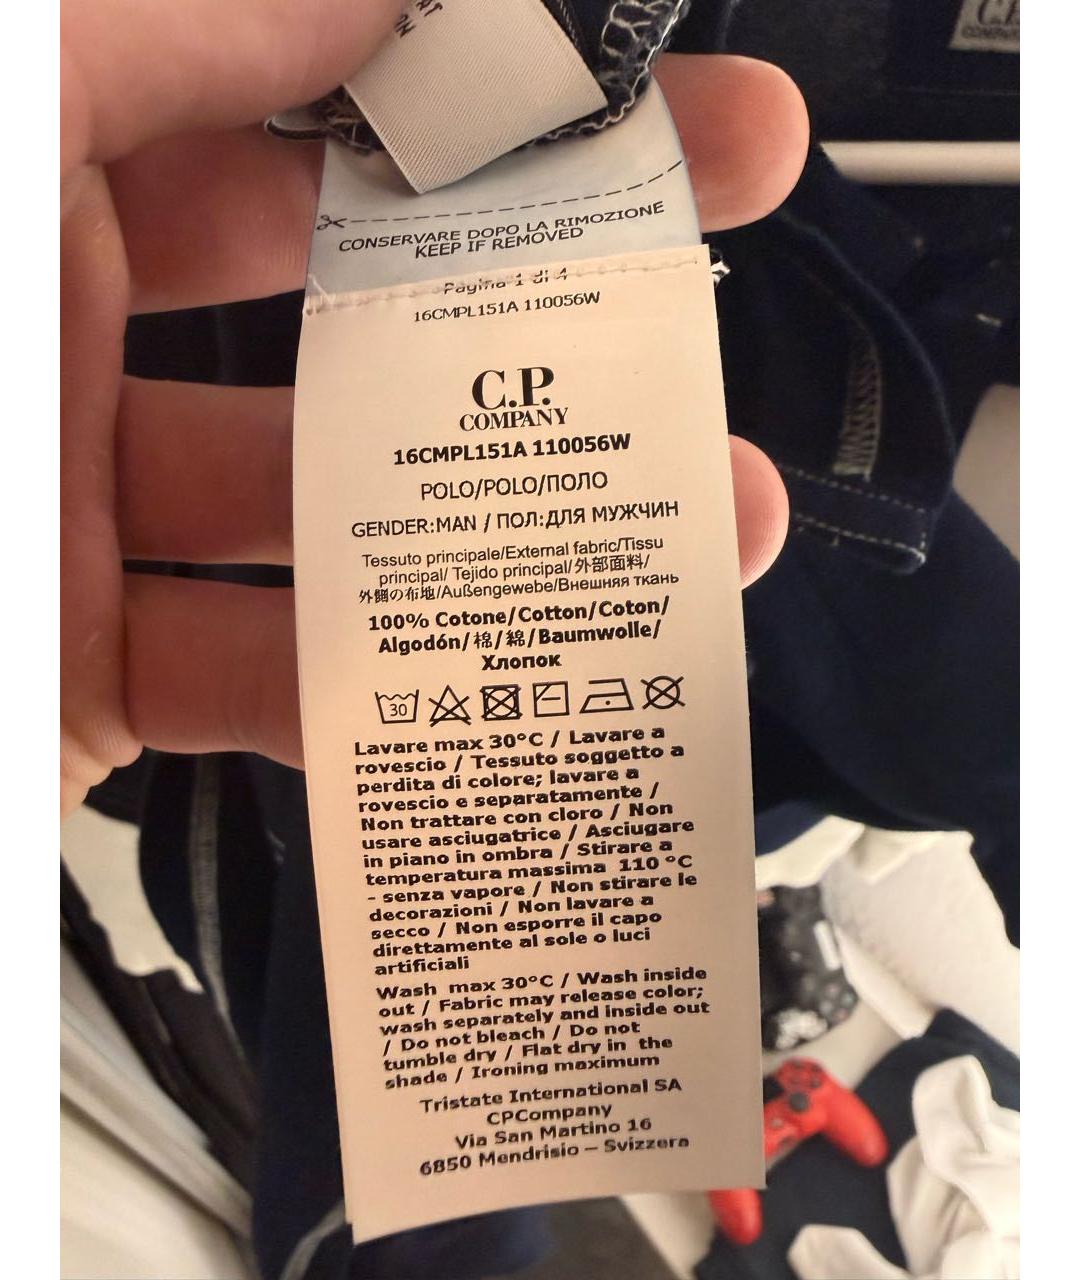 C.P.
COMPANY
CONSERVARE DOPO LA RIMOZIONE
KEEP IF REMOVED
Pagina 1 di 4
16CMPL151A 110056W
C.P.
COMPANY
16CMPL151A 110056W
POLO/POLO/ПОЛО
GENDER:MAN / ПОЛ:ДЛЯ МУЖЧИН
Tessuto principale/External fabric/Tissu
principal/ Tejido principal/外部面料/
外側の布地/Außengewebe/Внешняя ткань
100% Cotone/Cotton/Coton/
Algodón/棉/綿/Baumwolle/
Хлопок
30
Lavare max 30°C / Lavare a
rovescio / Tessuto soggetto a
perdita di colore; lavare a
rovescio e separatamente /
Non trattare con cloro / Non
usare asciugatrice / Asciugare
in piano in ombra / Stirare a
temperatura massima 110 °C
- senza vapore / Non stirare le
decorazioni / Non lavare a
secco / Non esporre il capo
direttamente al sole o luci
artificiali
Wash max 30°C / Wash inside
out / Fabric may release color;
wash separately and inside out
/ Do not bleach / Do not
tumble dry / Flat dry in the
shade / Ironing maximum
Tristate International SA
CPCompany
Via San Martino 16
6850 Mendrisio – Svizzera